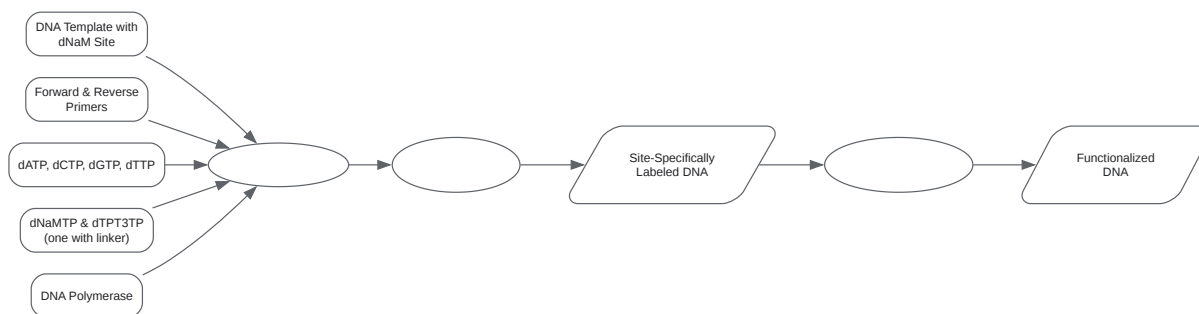 DNA Template with
dNaM Site
Forward & Reverse
Primers
dATP, dCTP, dGTP, dTTP
dNaMTP & dTPT3TP
(one with linker)
DNA Polymerase
Site-Specifically
Labeled DNA
Functionalized
DNA